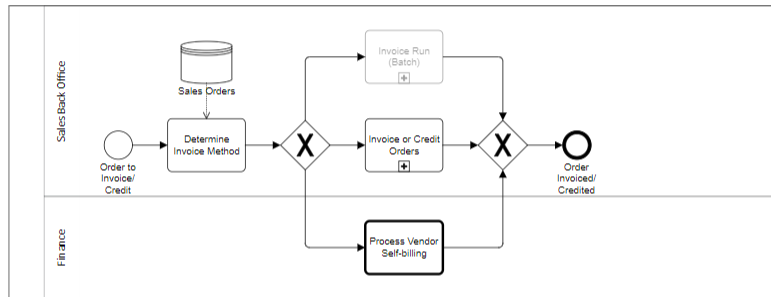 Sales Back Office
Sales Orders
Order to
Invoice/
Credit
Determine
Invoice Method
X
Invoice Run
(Batch)
Invoice or Credit
Orders
X
Order
Invoiced/
Credited
Finance
Process Vendor
Self-billing